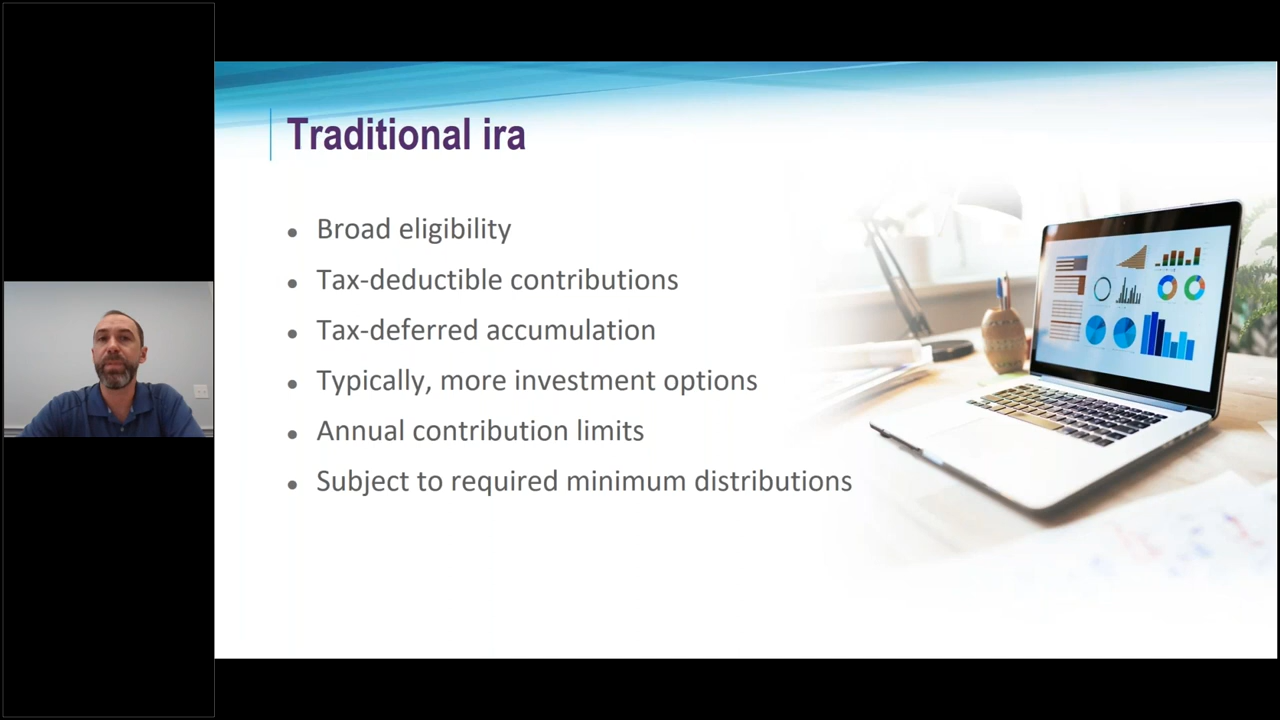 Traditional ira
Broad eligibility
Tax-deductible contributions
Tax-deferred accumulation
Typically, more investment options
Annual contribution limits
Subject to required minimum distributions